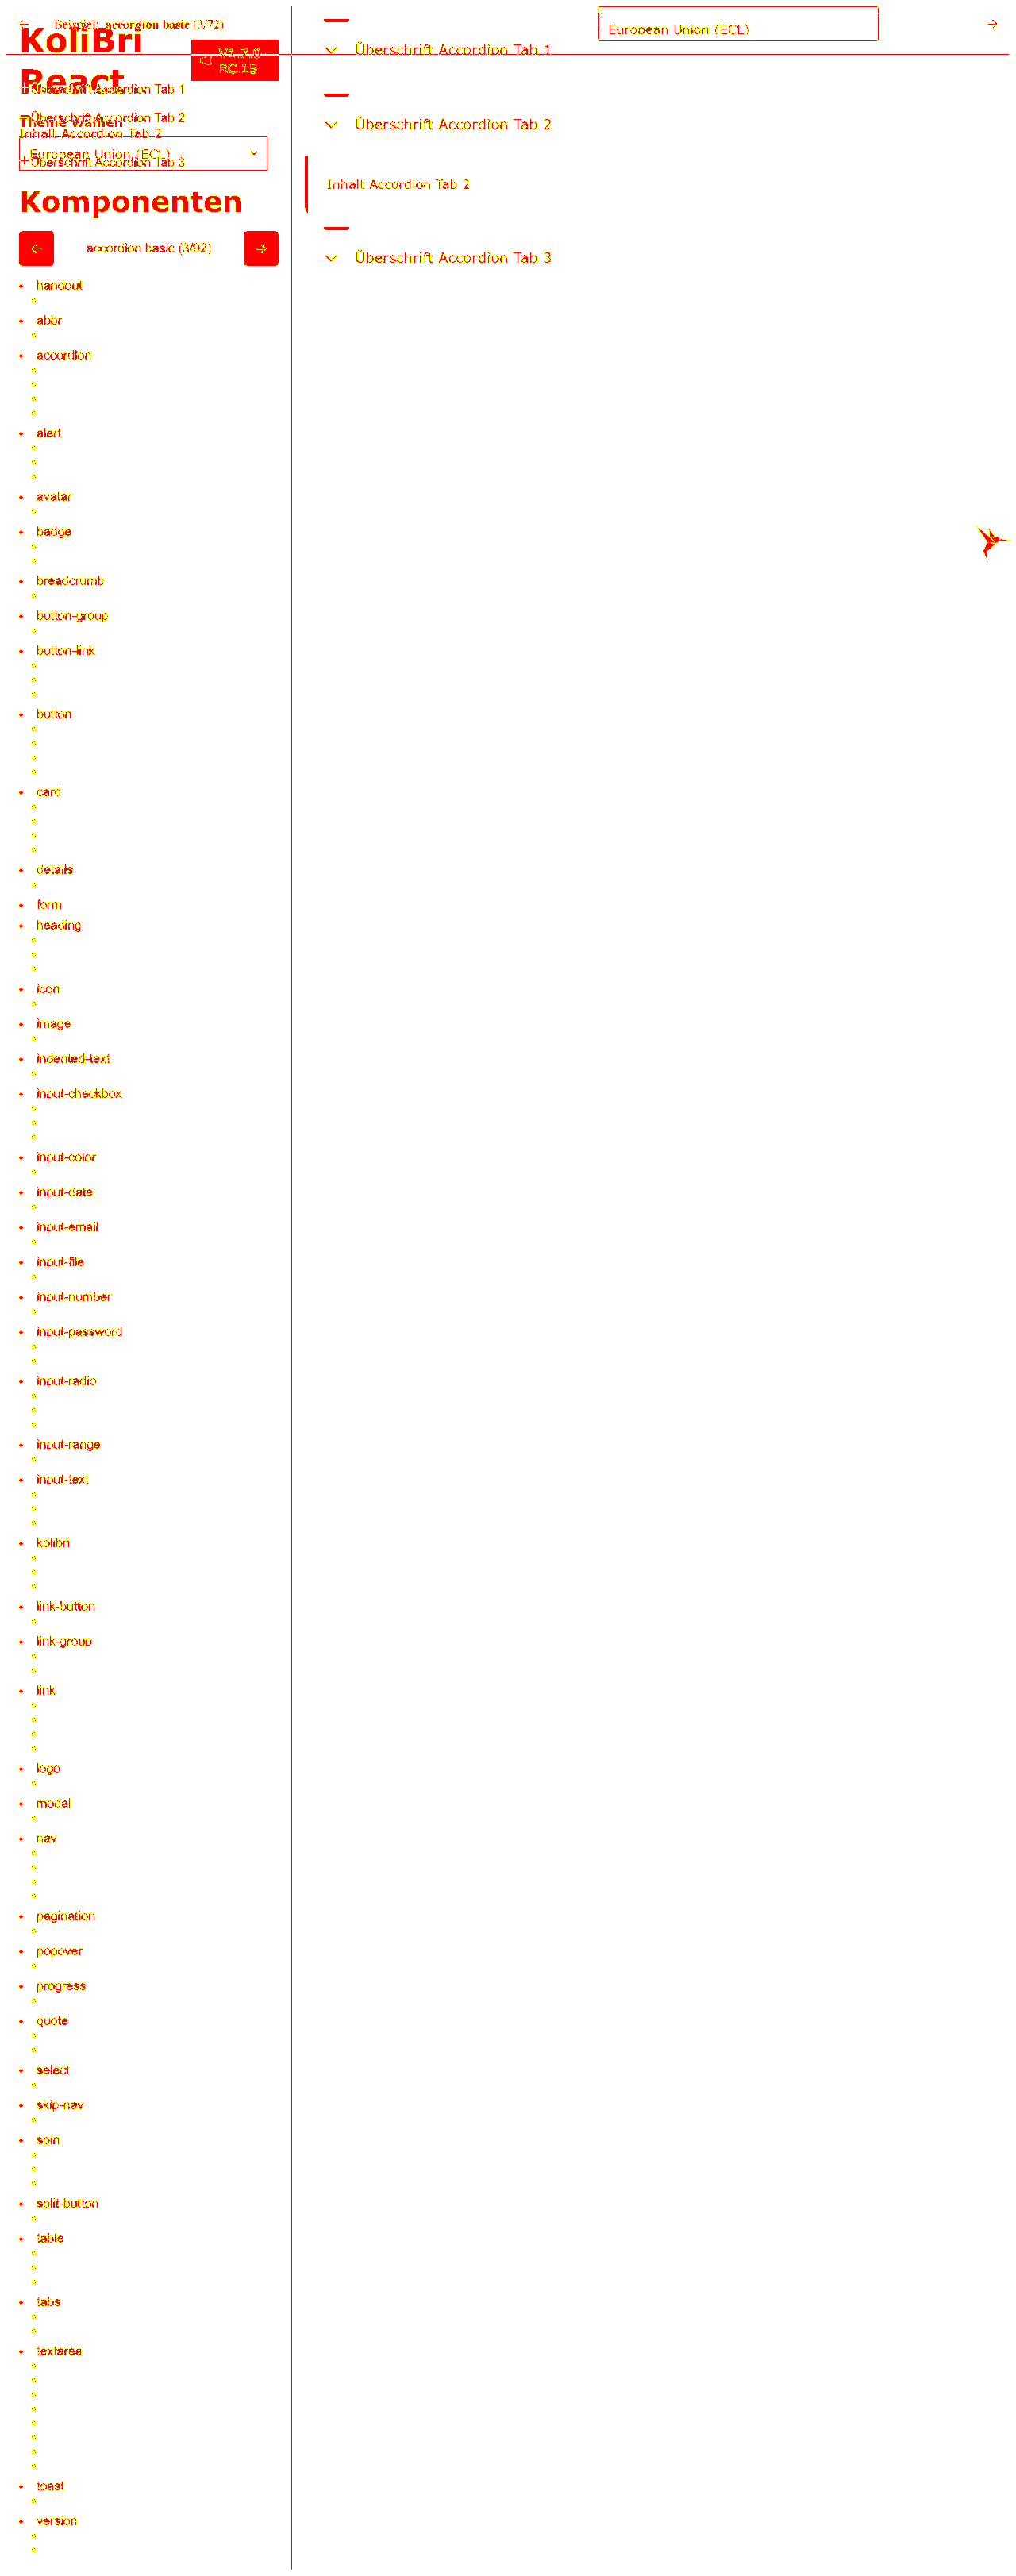 ← Beispiel: accordion basic (3/72)
European Union (ECL) →
KoliBri
React
V1.7.0
RC.15
Überschrift Accordion Tab 1
Überschrift Accordion Tab 2
Inhalt Accordion Tab 2
Überschrift Accordion Tab 3
Theme wählen
European Union (ECL)
Komponenten
← accordion basic (3/92) →
• handout
• abbr
• accordion
• alert
• avatar
• badge
• breadcrumb
• button-group
• button-link
• button
• card
• details
• form
• heading
• icon
• image
• indented-text
• input-checkbox
• input-color
• input-date
• input-email
• input-file
• input-number
• input-password
• input-radio
• input-range
• input-text
• kolibri
• link-button
• link-group
• link
• logo
• modal
• nav
• pagination
• popover
• progress
• quote
• select
• skip-nav
• spin
• split-button
• table
• tabs
• textarea
• toast
• version
Überschrift Accordion Tab 1
Überschrift Accordion Tab 2
Inhalt Accordion Tab 2
Überschrift Accordion Tab 3